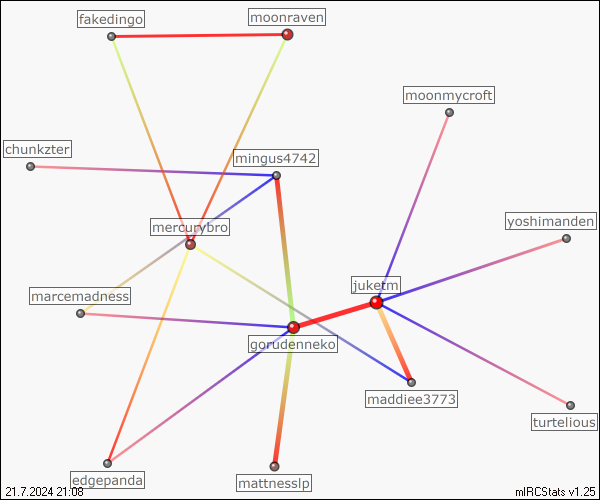 fakedingo
moonraven
moonmycroft
chunkzter
mingus4742
yoshimanden
mercurybro
juketm
marcemadness
gorudenneko
maddiee3773
turtelious
edgepanda
mattnesslp
21.7.2024 21:08
mIRCStats v1.25